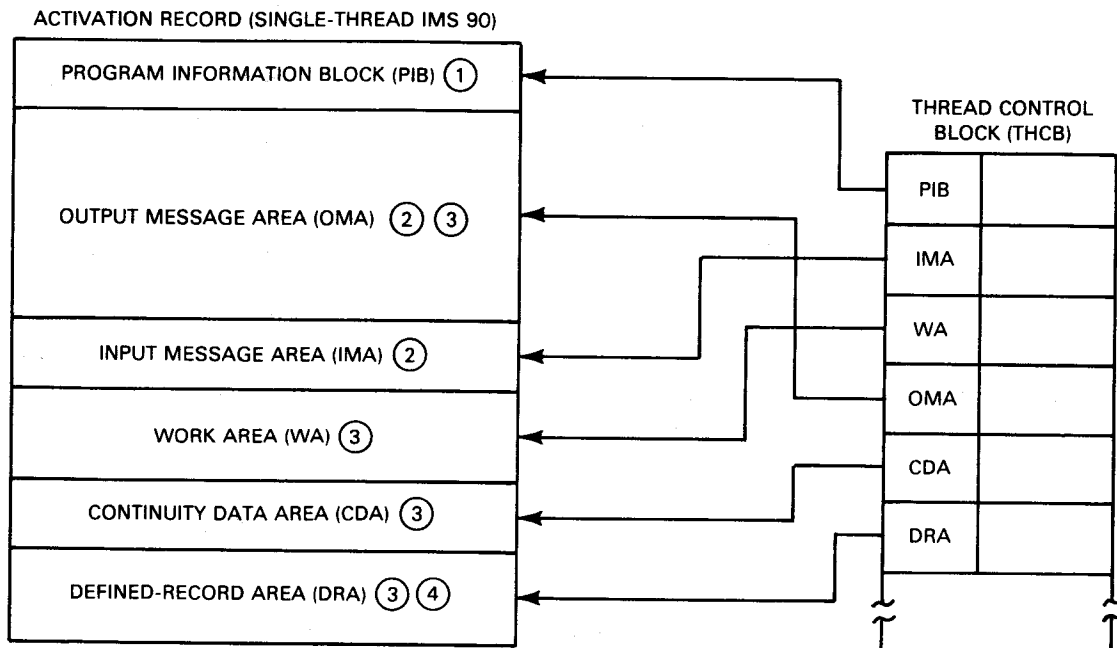 ACTIVATION RECORD (SINGLE-THREAD IMS 90)
PROGRAM INFORMATION BLOCK (PIB) 1
OUTPUT MESSAGE AREA (OMA) 2 3
INPUT MESSAGE AREA (IMA) 2
WORK AREA (WA) 3
CONTINUITY DATA AREA (CDA) 3
DEFINED-RECORD AREA (DRA) 3 4
THREAD CONTROL
BLOCK (THCB)
PIB
IMA
WA
OMA
CDA
DRA